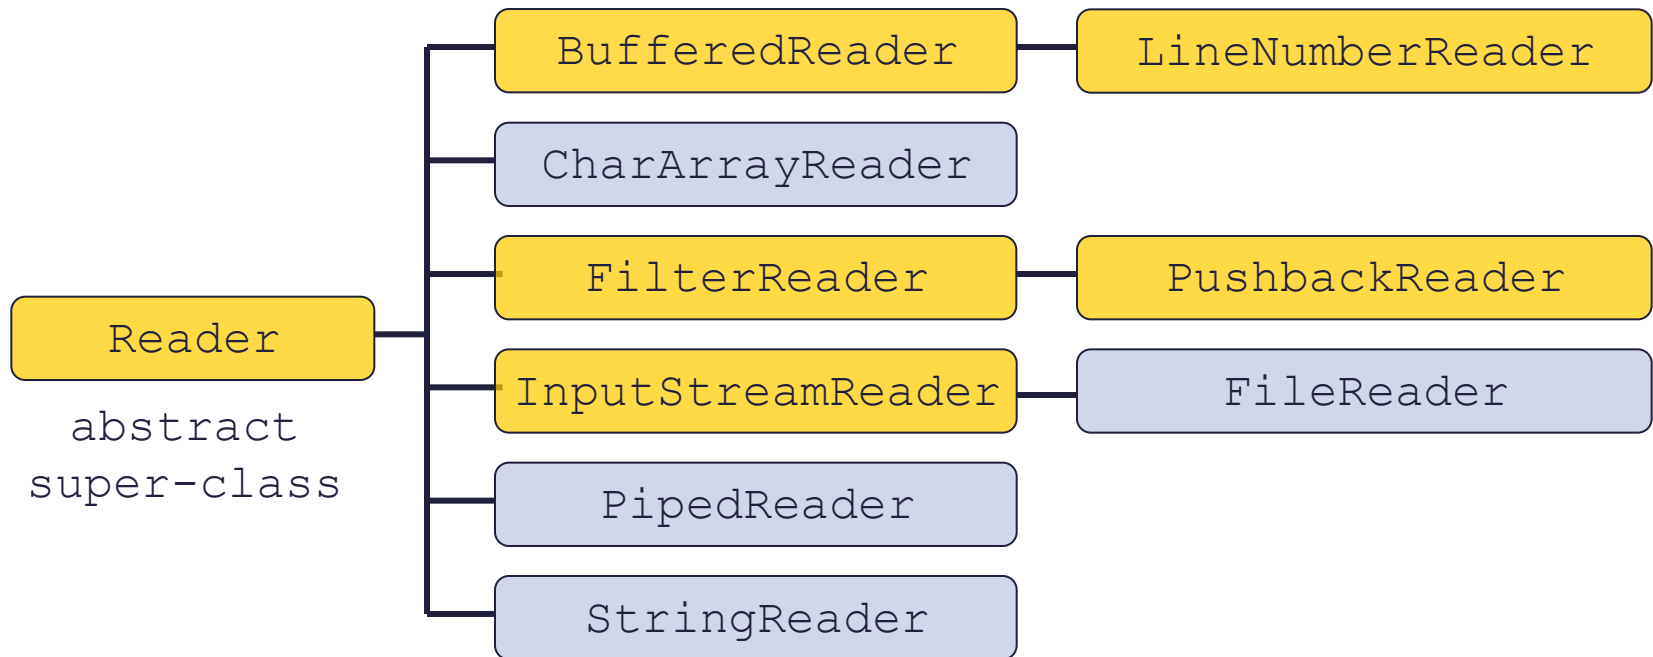 BufferedReader
LineNumberReader
CharArrayReader
FilterReader
PushbackReader
Reader
InputStreamReader
FileReader
abstract
super-class
PipedReader
StringReader